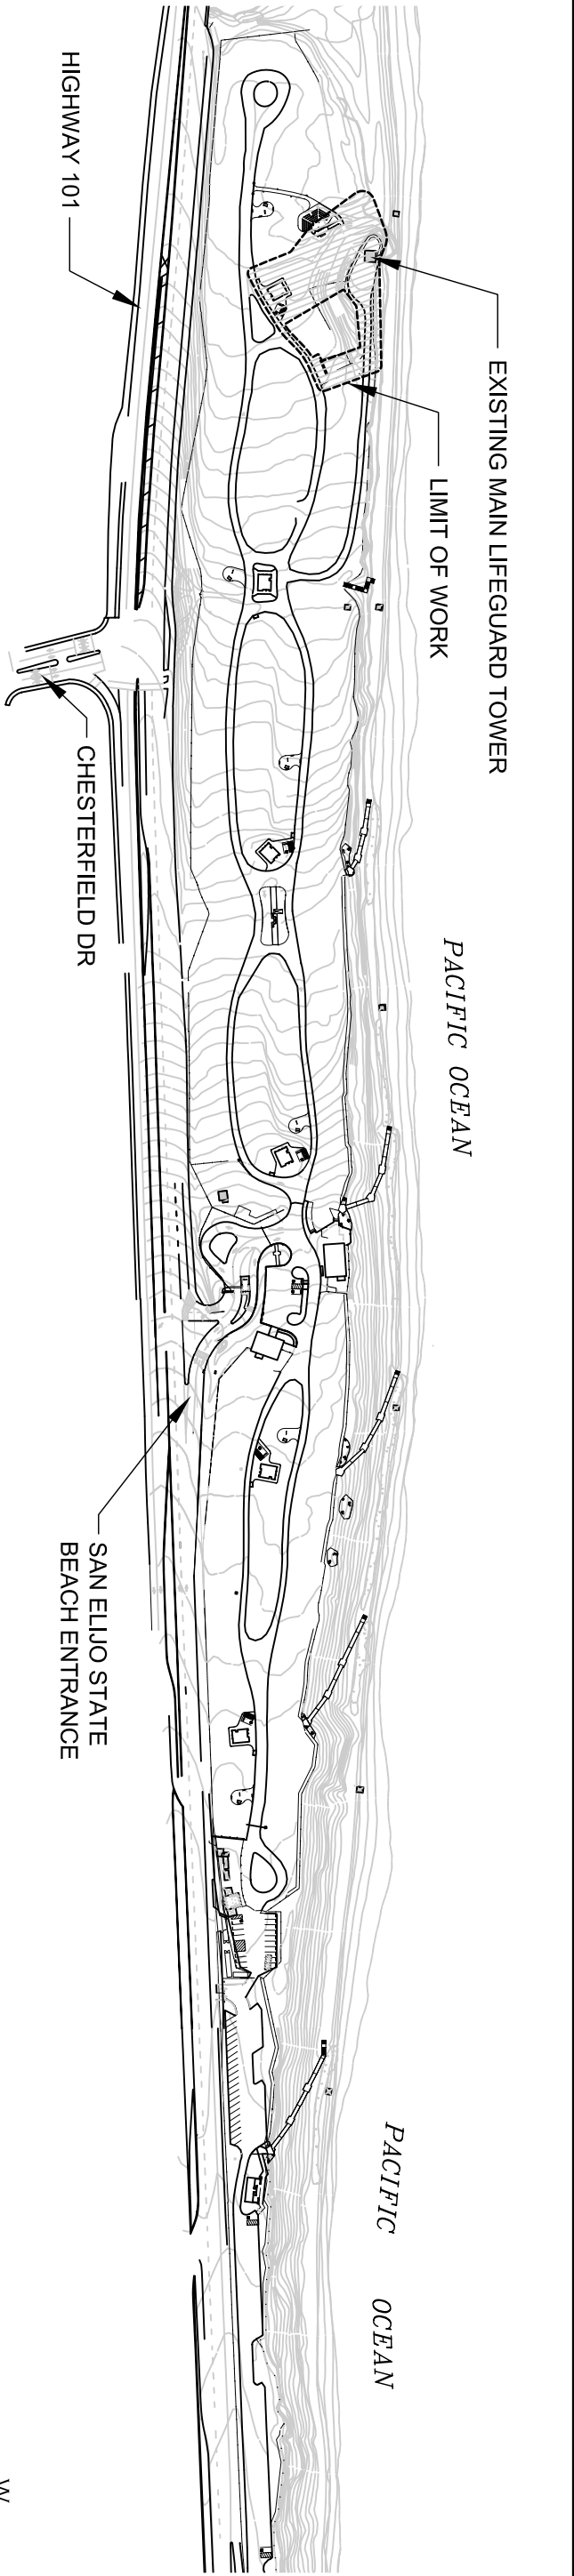 HIGHWAY 101
EXISTING MAIN LIFEGUARD TOWER
LIMIT OF WORK
CHESTERFIELD DR
PACIFIC OCEAN
SAN ELIJO STATE
BEACH ENTRANCE
PACIFIC OCEAN
W